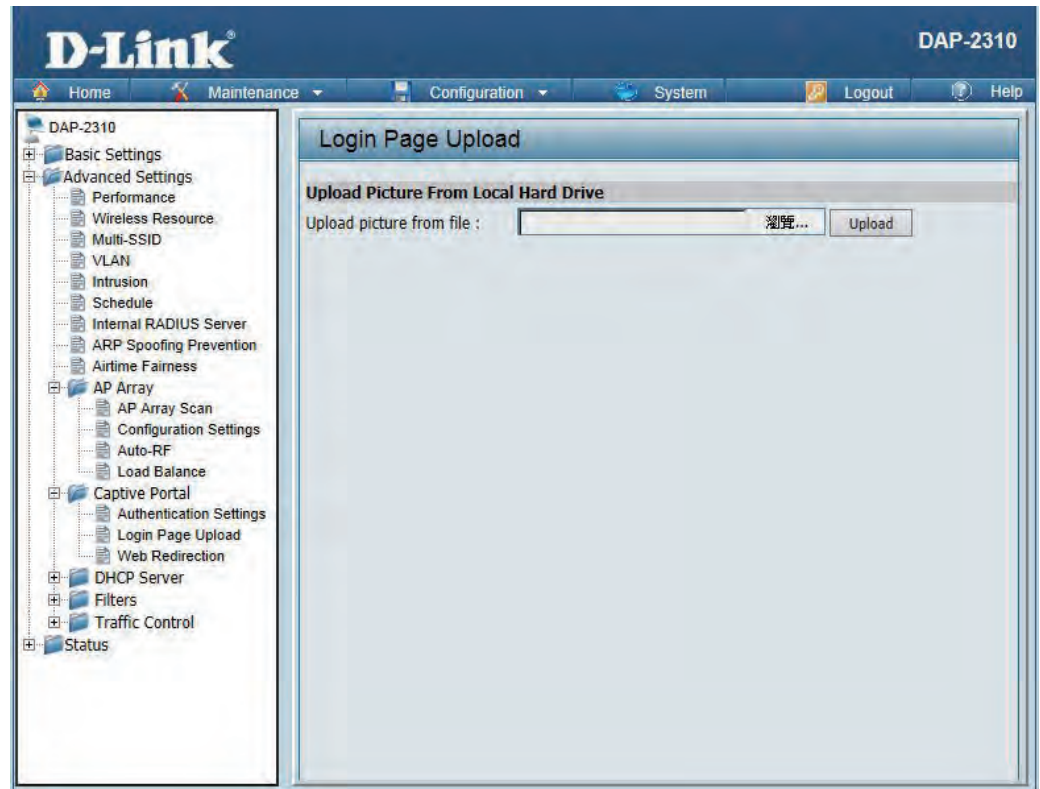 D-Link
DAP-2310
Home Maintenance Configuration System Logout Help
DAP-2310
Basic Settings
Advanced Settings
Performance
Wireless Resource
Multi-SSID
VLAN
Intrusion
Schedule
Internal RADIUS Server
ARP Spoofing Prevention
Airtime Fairness
AP Array
AP Array Scan
Configuration Settings
Auto-RF
Load Balance
Captive Portal
Authentication Settings
Login Page Upload
Web Redirection
DHCP Server
Filters
Traffic Control
Status
Login Page Upload
Upload Picture From Local Hard Drive
Upload picture from file : 瀏覽... Upload